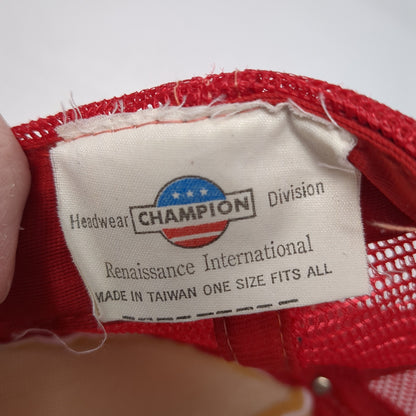 Headwear CHAMPION Division
Renaissance International
MADE IN TAIWAN ONE SIZE FITS ALL